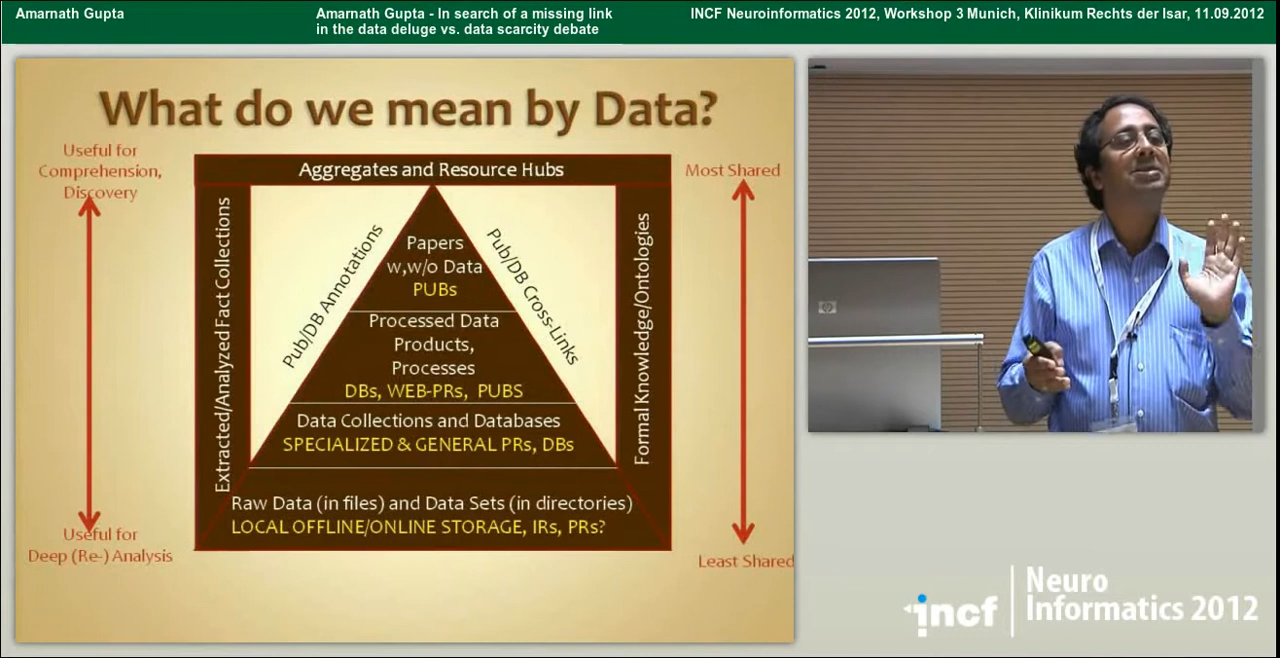 Amarnath Gupta
Amarnath Gupta - In search of a missing link
in the data deluge vs. data scarcity debate
INCF Neuroinformatics 2012, Workshop 3 Munich, Klinikum Rechts der Isar, 11.09.2012
What do we mean by Data?
Useful for
Comprehension,
Discovery
Useful for
Deep (Re-) Analysis
Aggregates and Resource Hubs
Extracted/Analyzed Fact Collections
Pub/DB Annotations
Papers
w,w/o Data
PUBs
Processed Data
Products,
Processes
DBs, WEB-PRs, PUBS
Data Collections and Databases
SPECIALIZED & GENERAL PRs, DBs
Raw Data (in files) and Data Sets (in directories)
LOCAL OFFLINE/ONLINE STORAGE, IRs, PRs?
Pub/DB Cross-Links
Formal Knowledge/Ontologies
Most Shared
Least Shared
hp
incf
Neuro
Informatics 2012